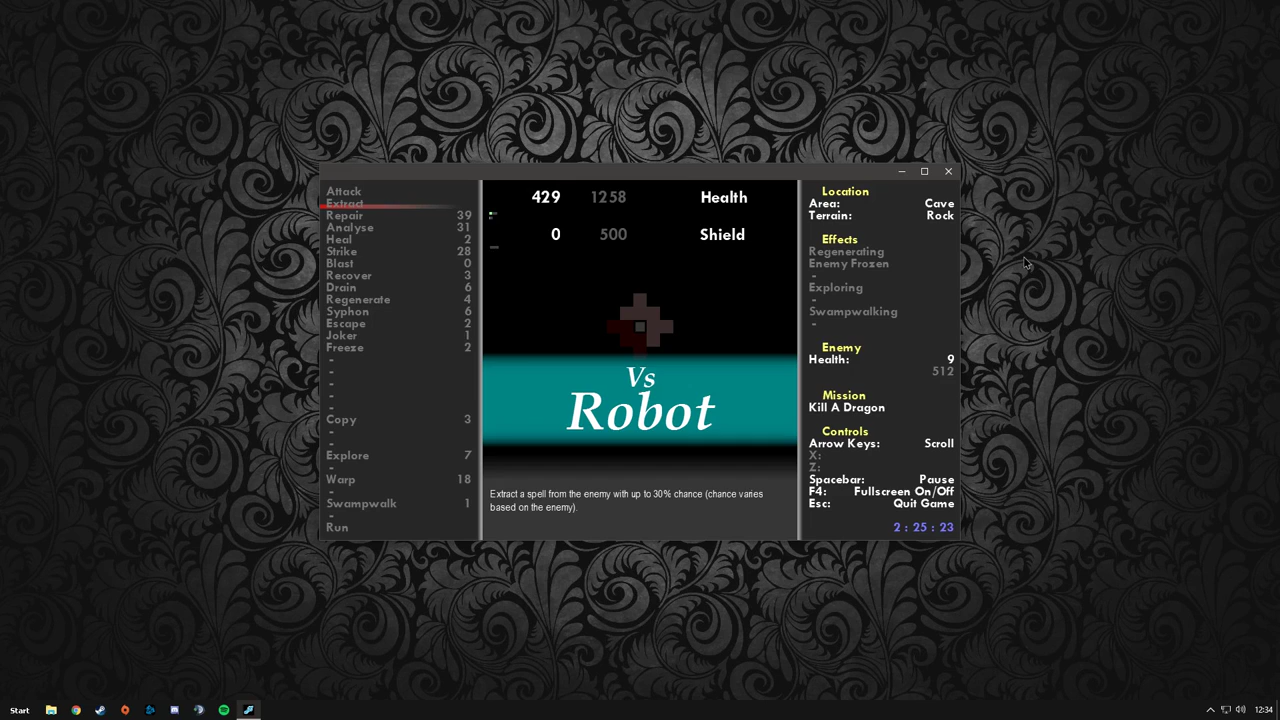 Attack
Extract
Repair 39
Analyse 31
Heal 2
Strike 28
Blast 0
Recover 3
Drain 6
Regenerate 4
Syphon 6
Escape 2
Joker 1
Freeze 2
-
-
-
-
-
Copy 3
-
-
Explore 7
-
Warp 18
-
Swampwalk 1
-
Run
429 1258 Health
0 500 Shield
Vs
Robot
Extract a spell from the enemy with up to 30% chance (chance varies
based on the enemy).
Location
Area: Cave
Terrain: Rock
Effects
Regenerating
Enemy Frozen
-
Exploring
-
Swampwalking
-
Enemy
Health: 9
512
Mission
Kill A Dragon
Controls
Arrow Keys: Scroll
X:
Z:
Spacebar: Pause
F4: Fullscreen On/Off
Esc: Quit Game
2 : 25 : 23
Start
12:34